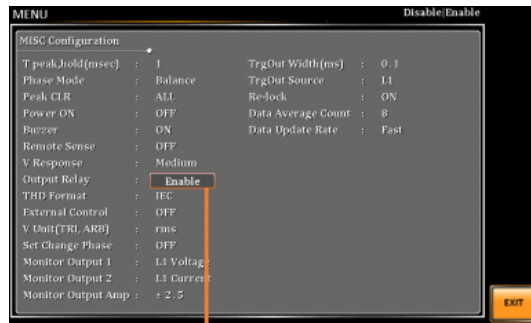 MENU
Disable|Enable
MISC Configuration
T peak,hold(msec) : 1
Phase Mode : Balance
Peak CLR : ALL
Power ON : OFF
Buzzer : ON
Remote Sense : OFF
V Response : Medium
Output Relay : Enable
THD Format : IEC
External Control : OFF
V Unit(TRI, ARB) : rms
Set Change Phase : OFF
Monitor Output 1 : L1 Voltage
Monitor Output 2 : L1 Current
Monitor Output Amp : ± 2.5
TrgOut Width(ms) : 0.1
TrgOut Source : L1
Re-lock : ON
Data Average Count : 8
Data Update Rate : Fast
EXIT